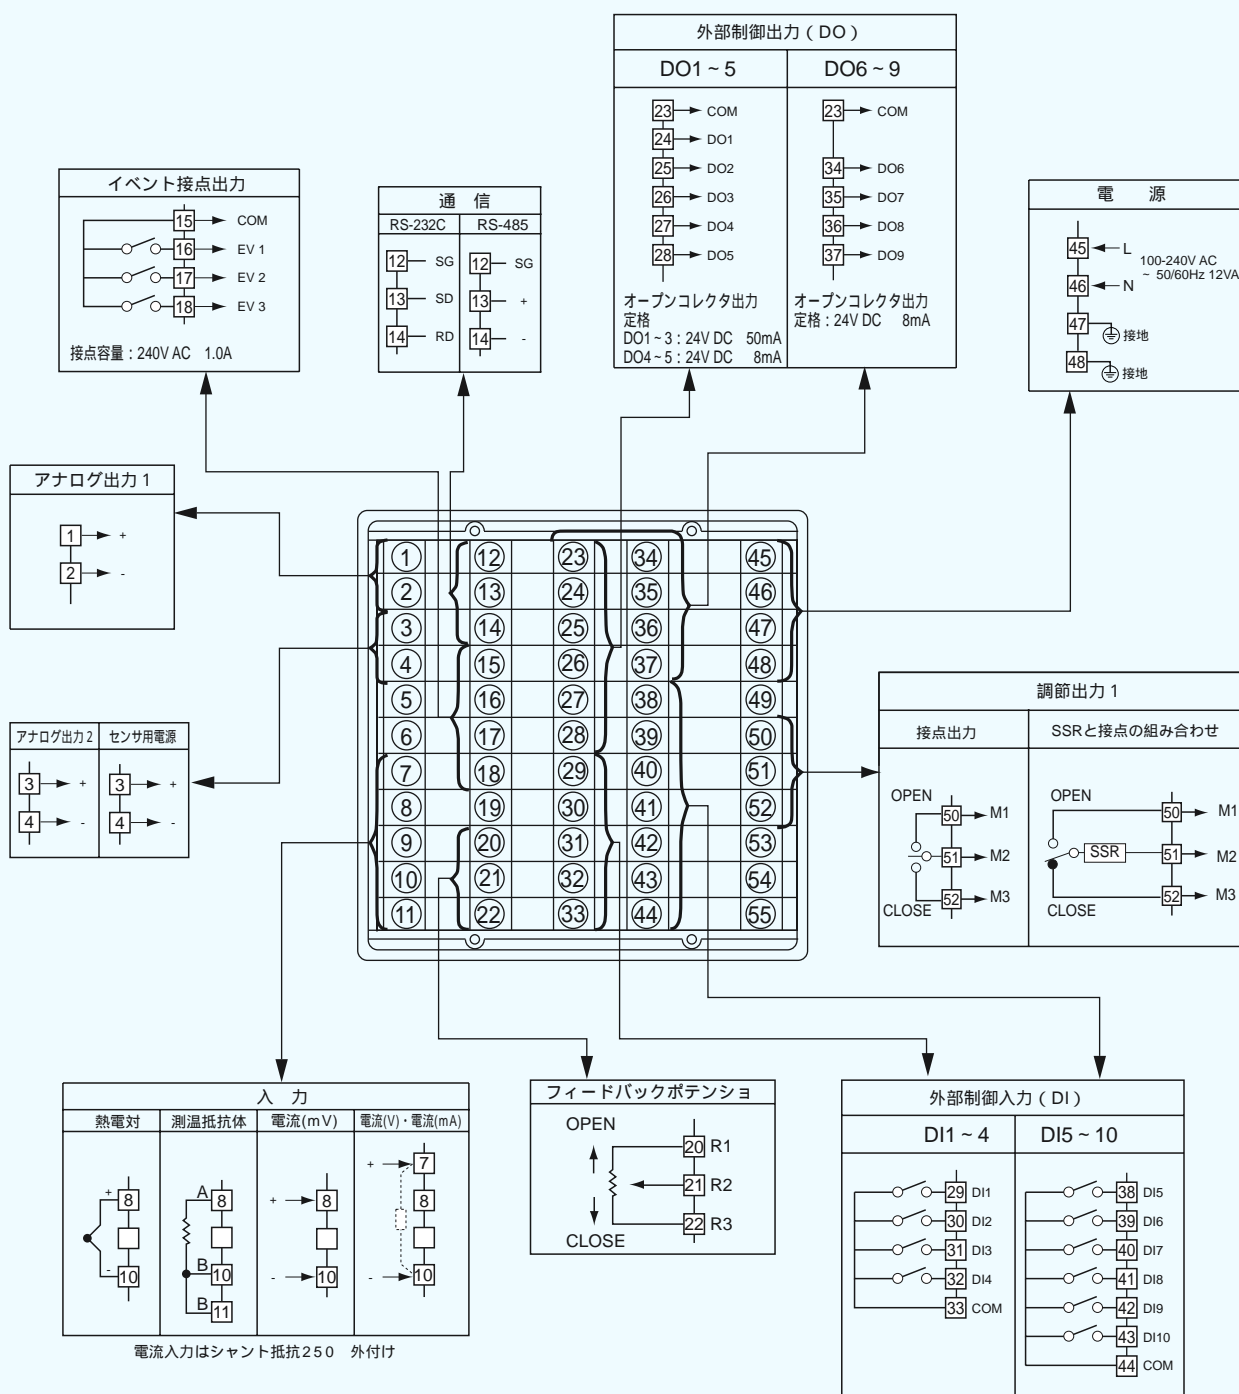 外部制御出力(DO)
DO1~5
DO6~9
23 COM
24 DO1
25 DO2
26 DO3
27 DO4
28 DO5
オープンコレクタ出力
定格
DO1~3:24V DC 50mA
DO4~5:24V DC 8mA
23 COM
34 DO6
35 DO7
36 DO8
37 DO9
オープンコレクタ出力
定格:24V DC 8mA
イベント接点出力
15 COM
16 EV 1
17 EV 2
18 EV 3
接点容量:240V AC 1.0A
通 信
RS-232C
RS-485
12 SG
13 SD
14 RD
12 SG
13 +
14 -
電 源
45 L
46 N
100-240V AC
~ 50/60Hz 12VA
47 接地
48 接地
アナログ出力 1
1 +
2 -
アナログ出力 2
センサ用電源
3 +
4 -
3 +
4 -
1 12 23 34 45
2 13 24 35 46
3 14 25 36 47
4 15 26 37 48
5 16 27 38 49
6 17 28 39 50
7 18 29 40 51
8 19 30 41 52
9 20 31 42 53
10 21 32 43 54
11 22 33 44 55
調節出力 1
接点出力
SSRと接点の組み合わせ
OPEN
50 M1
51 M2
52 M3
CLOSE
OPEN
50 M1
SSR 51 M2
52 M3
CLOSE
入 力
熱電対
測温抵抗体
電流(mV)
電流(V)・電流(mA)
+ 8
- 10
A 8
B 10
B 11
+ 8
- 10
+ 7
8
- 10
電流入力はシャント抵抗250 外付け
フィードバックポテンショ
OPEN
20 R1
21 R2
22 R3
CLOSE
外部制御入力(DI)
DI1~4
DI5~10
29 DI1
30 DI2
31 DI3
32 DI4
33 COM
38 DI5
39 DI6
40 DI7
41 DI8
42 DI9
43 DI10
44 COM